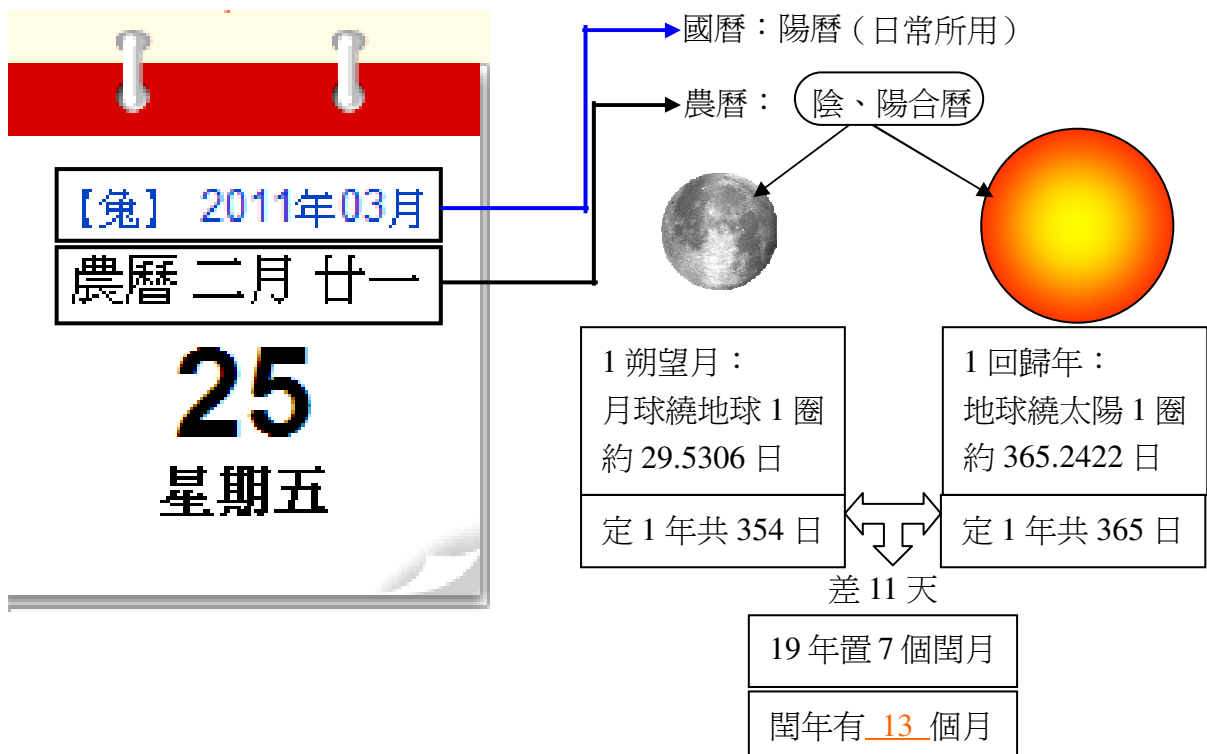 【兔】 2011年03月
農曆 二月 廿一
25
星期五
國曆：陽曆（日常所用）
農曆： 陰、陽合曆
1 朔望月：
月球繞地球 1 圈
約 29.5306 日
定 1 年共 354 日
1 回歸年：
地球繞太陽 1 圈
約 365.2422 日
定 1 年共 365 日
差 11 天
19 年置 7 個閏月
閏年有 13 個月